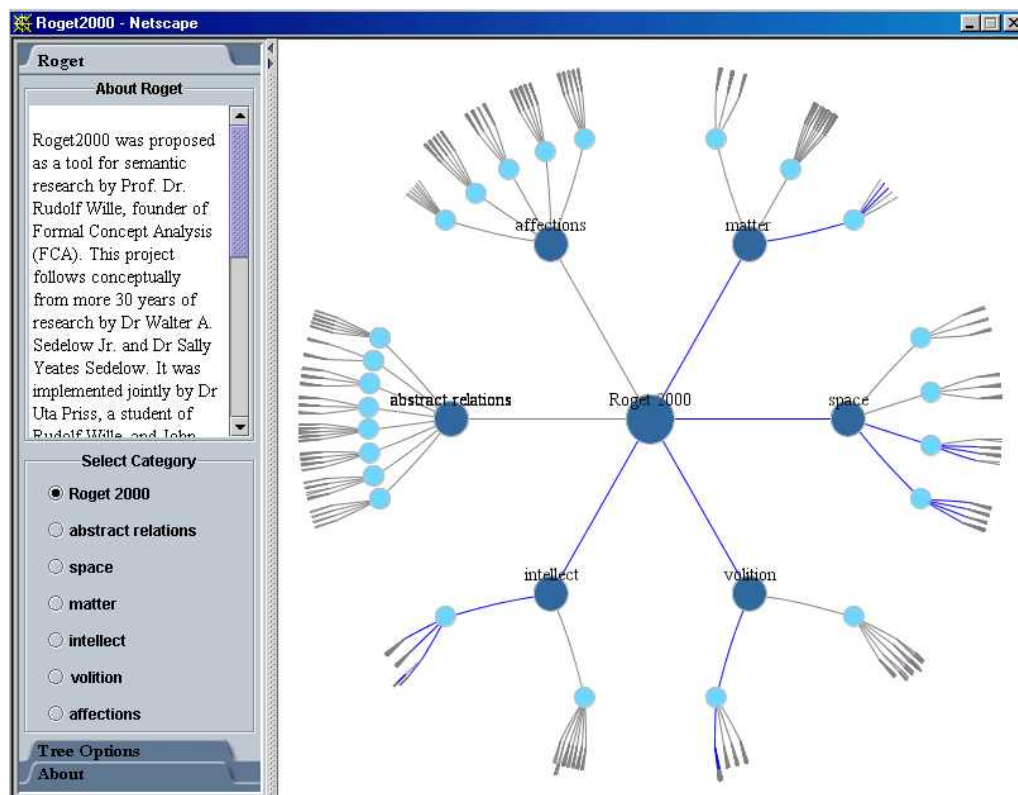 Roget2000 - Netscape
Roget
About Roget
Roget2000 was proposed
as a tool for semantic
research by Prof. Dr.
Rudolf Wille, founder of
Formal Concept Analysis
(FCA). This project
follows conceptually
from more 30 years of
research by Dr Walter A.
Sedelow Jr. and Dr Sally
Yeates Sedelow. It was
implemented jointly by Dr
Uta Priss, a student of
Rudolf Wille, and John
Select Category
Roget 2000
abstract relations
space
matter
intellect
volition
affections
Tree Options
About
affections
matter
abstract relations
Roget 2000
space
intellect
volition